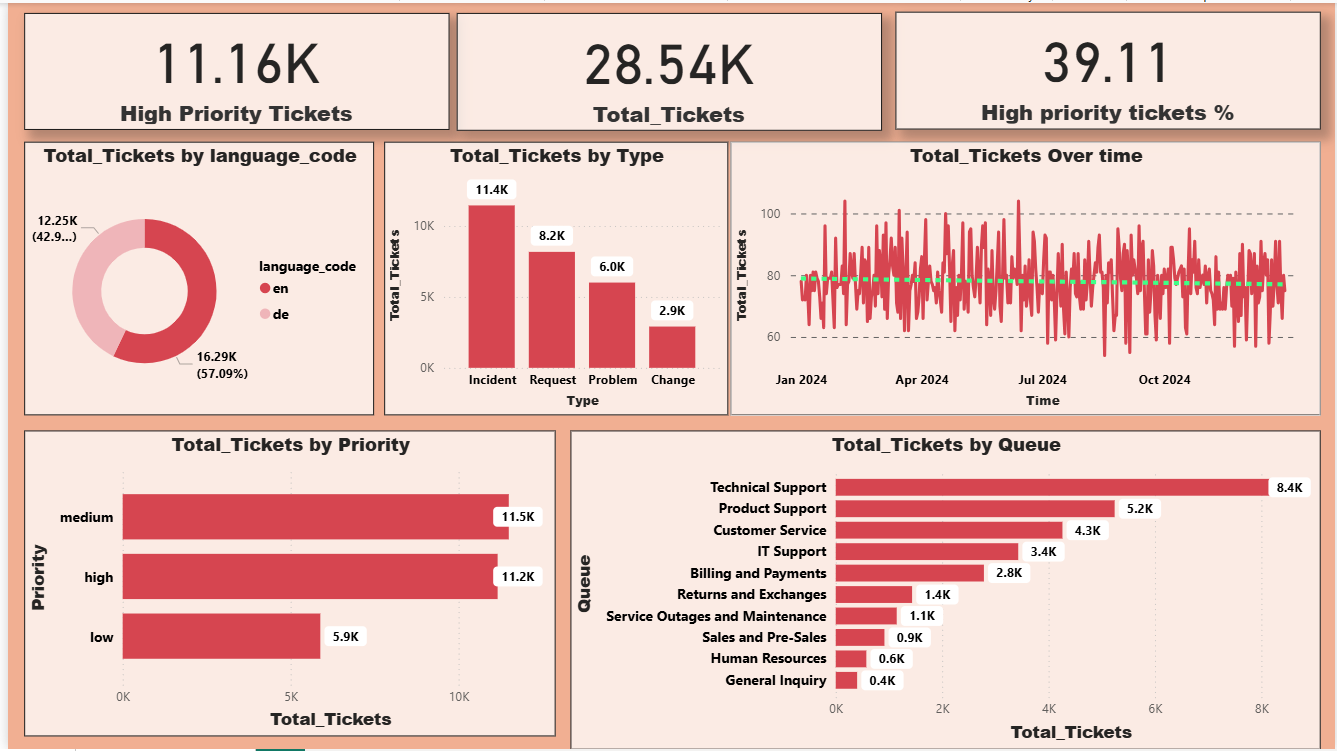 11.16K
High Priority Tickets
28.54K
Total_Tickets
39.11
High priority tickets %
Total_Tickets by language_code
12.25K
(42.9...)
16.29K
(57.09%)
language_code
en
de
Total_Tickets by Type
Total_Tickets
10K
5K
0K
11.4K
8.2K
6.0K
2.9K
Incident
Request
Problem
Change
Type
Total_Tickets Over time
Total_Tickets
100
80
60
Jan 2024
Apr 2024
Jul 2024
Oct 2024
Time
Total_Tickets by Priority
Priority
medium
11.5K
high
11.2K
low
5.9K
0K
5K
10K
Total_Tickets
Total_Tickets by Queue
Queue
Technical Support
8.4K
Product Support
5.2K
Customer Service
4.3K
IT Support
3.4K
Billing and Payments
2.8K
Returns and Exchanges
1.4K
Service Outages and Maintenance
1.1K
Sales and Pre-Sales
0.9K
Human Resources
0.6K
General Inquiry
0.4K
0K
2K
4K
6K
8K
Total_Tickets